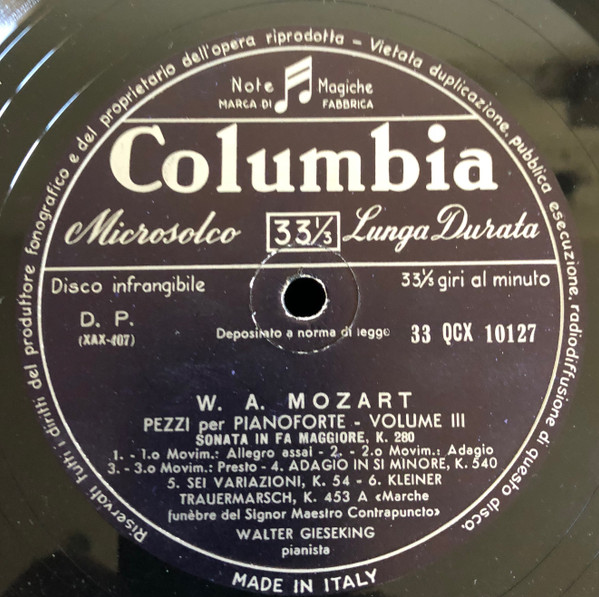 Riservati tutti i diritti del produttore fonografico e del proprietario dell'opera riprodotta - Vietata duplicazione, pubblica esecuzione, radiodiffusione di questo disco.
Note Magiche
MARCA DI FABBRICA
Columbia
Microsolco 33⅓ Lunga Durata
Disco infrangibile 33⅓ giri al minuto
D. P.
(XAX-407)
Depositato a norma di legge 33 QCX 10127
W. A. MOZART
PEZZI per PIANOFORTE - VOLUME III
SONATA IN FA MAGGIORE, K. 280
1. - 1.o Movim.: Allegro assai - 2. - 2.o Movim.: Adagio
3. - 3.o Movim.: Presto - 4. ADAGIO IN SI MINORE, K. 540
5. SEI VARIAZIONI, K. 54 - 6. KLEINER
TRAUERMARSCH, K. 453 A «Marche
funèbre del Signor Maestro Contrapuncto»
WALTER GIESEKING
pianista
MADE IN ITALY